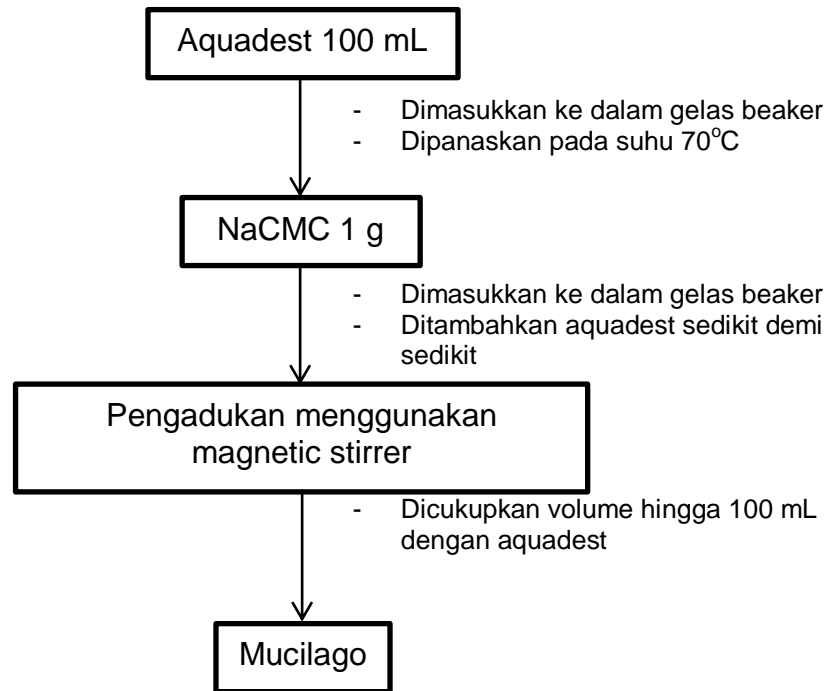 Aquadest 100 mL
- Dimasukkan ke dalam gelas beaker
- Dipanaskan pada suhu 70°C
NaCMC 1 g
- Dimasukkan ke dalam gelas beaker
- Ditambahkan aquadest sedikit demi
sedikit
Pengadukan menggunakan
magnetic stirrer
- Dicukupkan volume hingga 100 mL
dengan aquadest
Mucilago